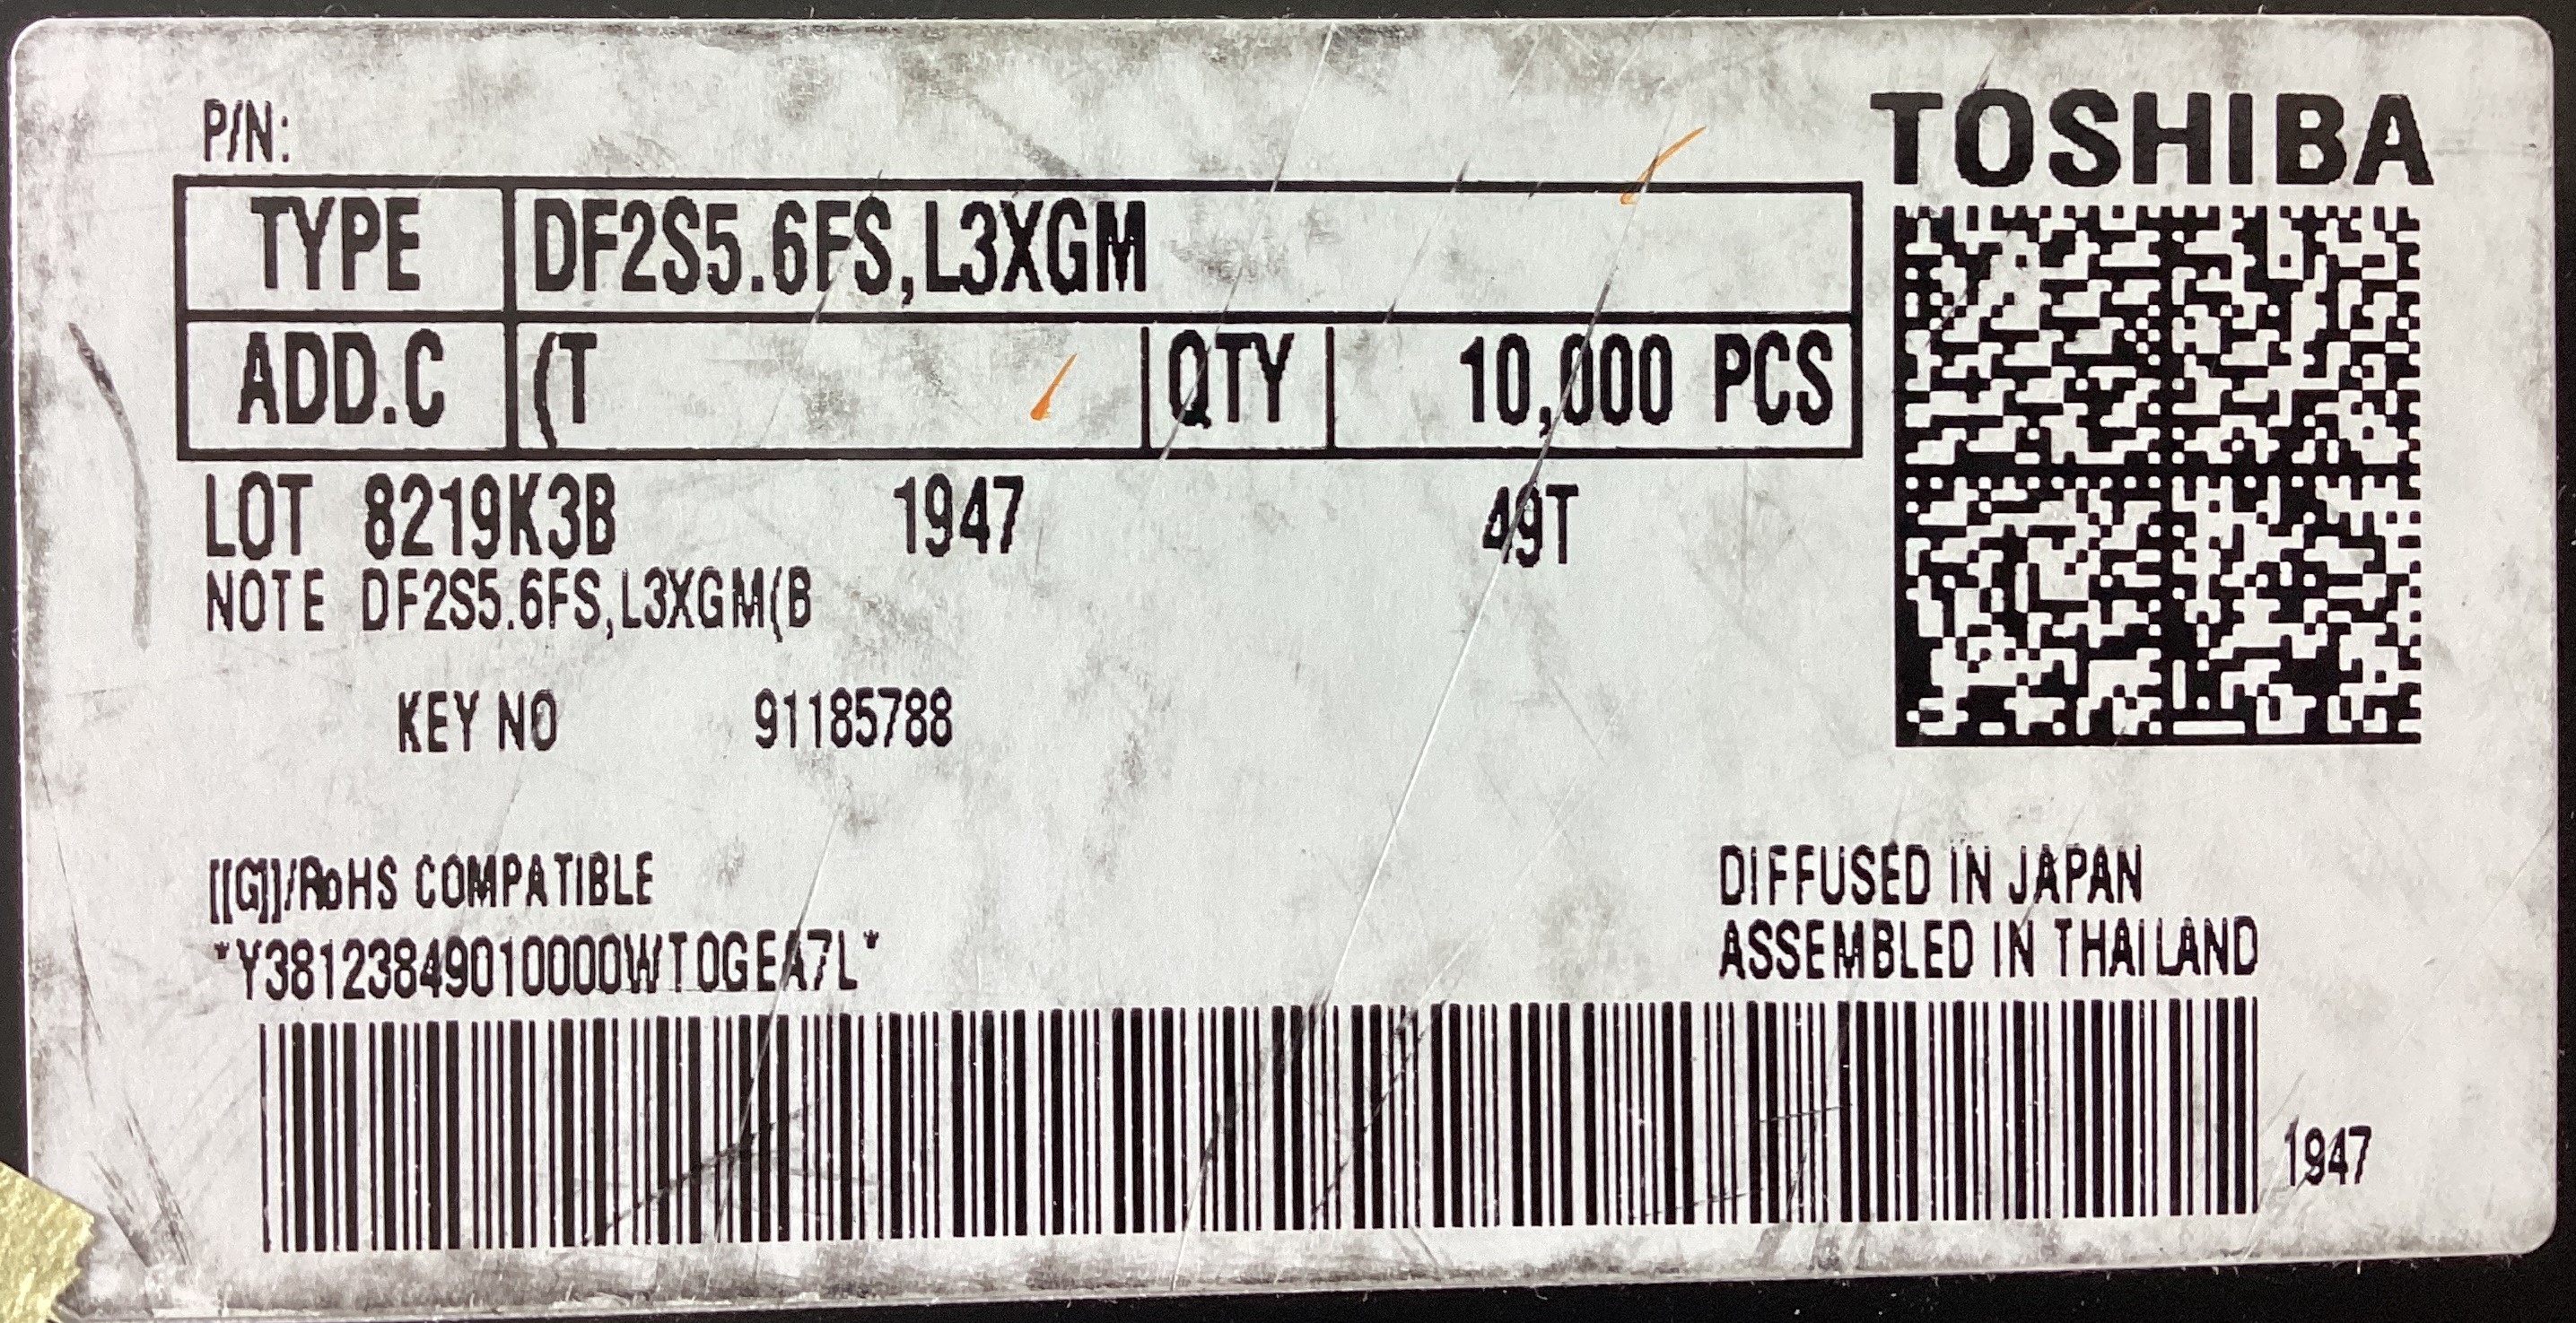 P/N:
TOSHIBA
TYPE DF2S5.6FS,L3XGM
ADD.C (T QTY 10,000 PCS
LOT 8219K3B 1947 49T
NOTE DF2S5.6FS,L3XGM(B
KEY NO 91185788
[[G]]/RoHS COMPATIBLE
DIFFUSED IN JAPAN
*Y38123849010000WT0GEA7L*
ASSEMBLED IN THAILAND
1947